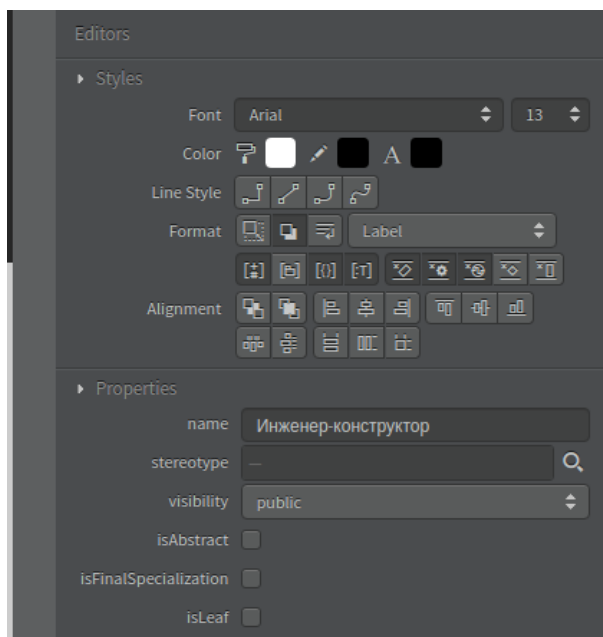 Editors
Styles
Font Arial 13
Color A
Line Style
Format Label
Alignment
Properties
name Инженер-конструктор
stereotype —
visibility public
isAbstract
isFinalSpecialization
isLeaf